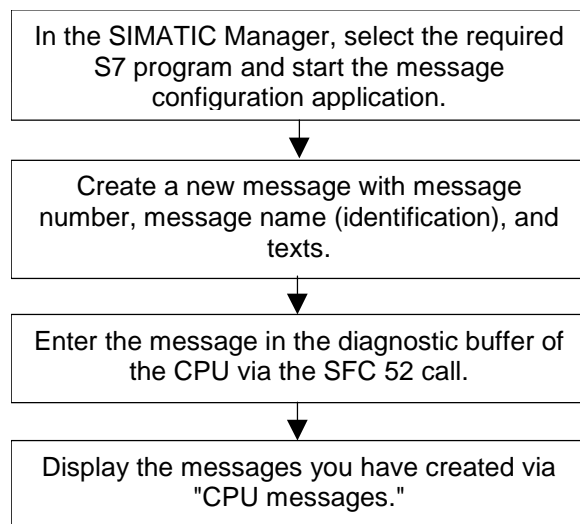 In the SIMATIC Manager, select the required
S7 program and start the message
configuration application.
Create a new message with message
number, message name (identification), and
texts.
Enter the message in the diagnostic buffer of
the CPU via the SFC 52 call.
Display the messages you have created via
"CPU messages."